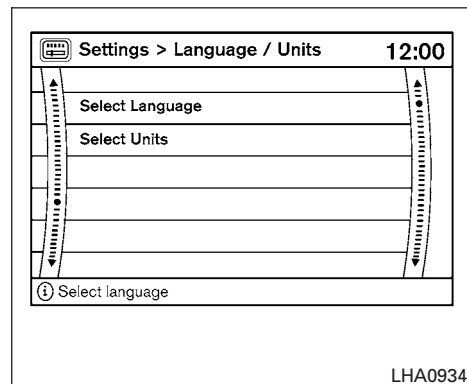 Settings > Language / Units 12:00
Select Language
Select Units
i Select language
LHA0934